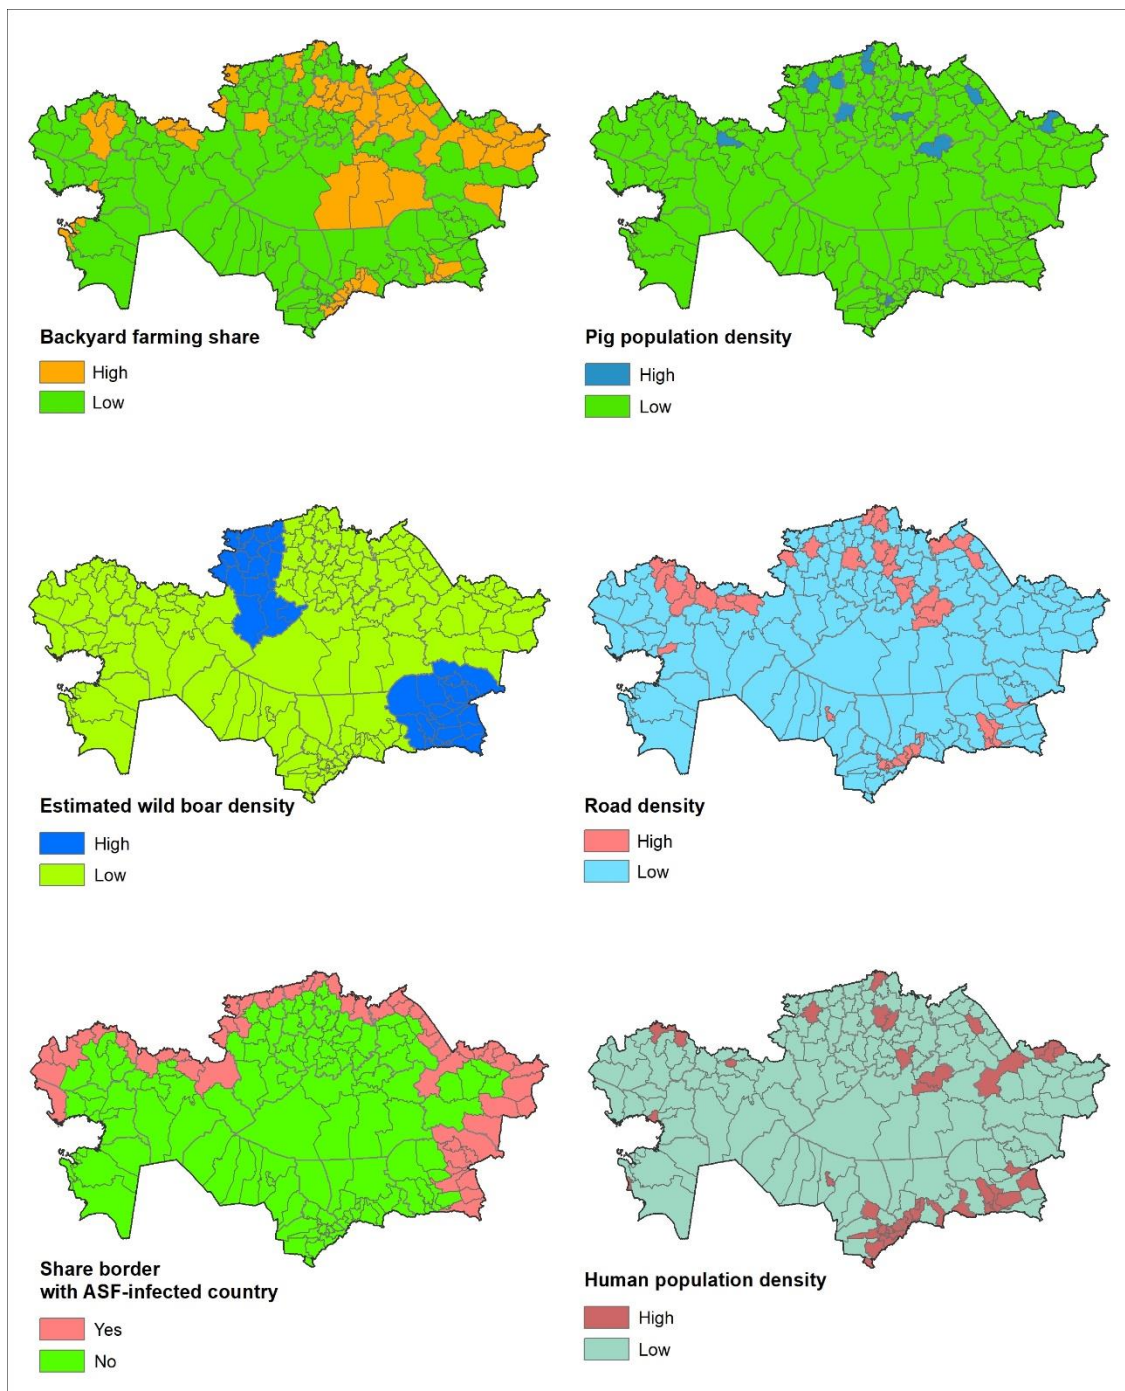 Backyard farming share
High
Low
Pig population density
High
Low
Estimated wild boar density
High
Low
Road density
High
Low
Share border
with ASF-infected country
Yes
No
Human population density
High
Low